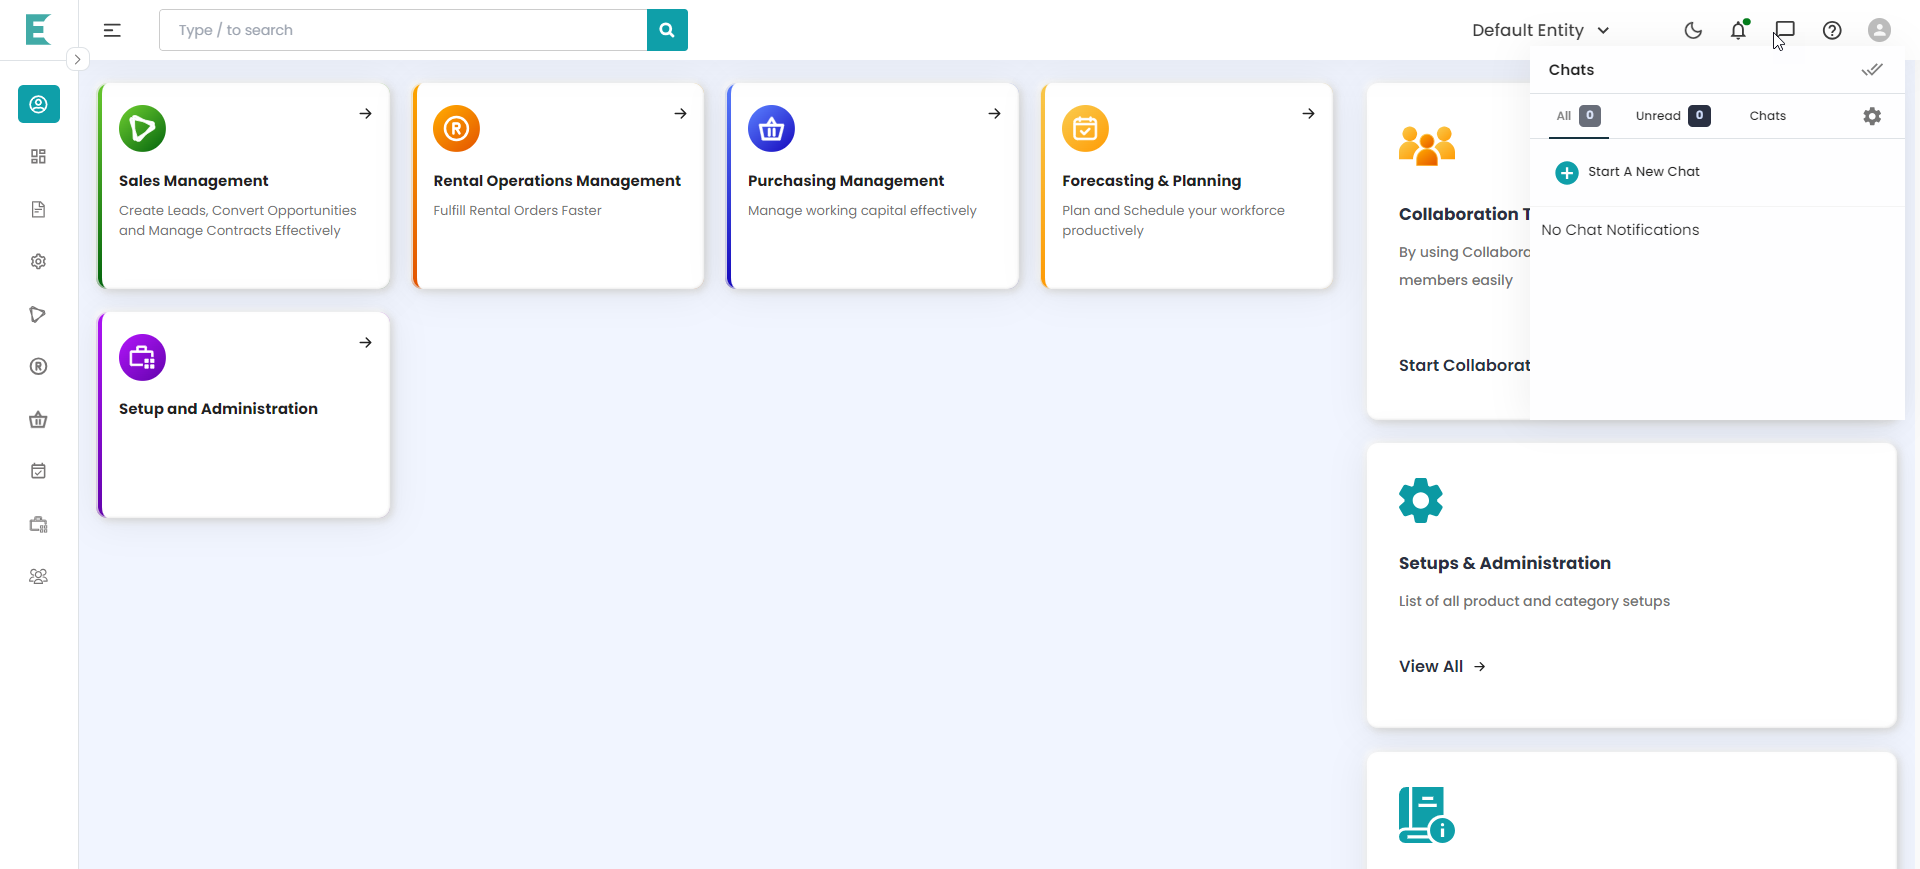 Type / to search
Default Entity
Chats
All 0
Unread 0
Chats
Start A New Chat
No Chat Notifications
Sales Management
Create Leads, Convert Opportunities
and Manage Contracts Effectively
Rental Operations Management
Fulfill Rental Orders Faster
Purchasing Management
Manage working capital effectively
Forecasting & Planning
Plan and Schedule your workforce
productively
Setup and Administration
Collaboration T
By using Collabora
members easily
Start Collaborat
Setups & Administration
List of all product and category setups
View All